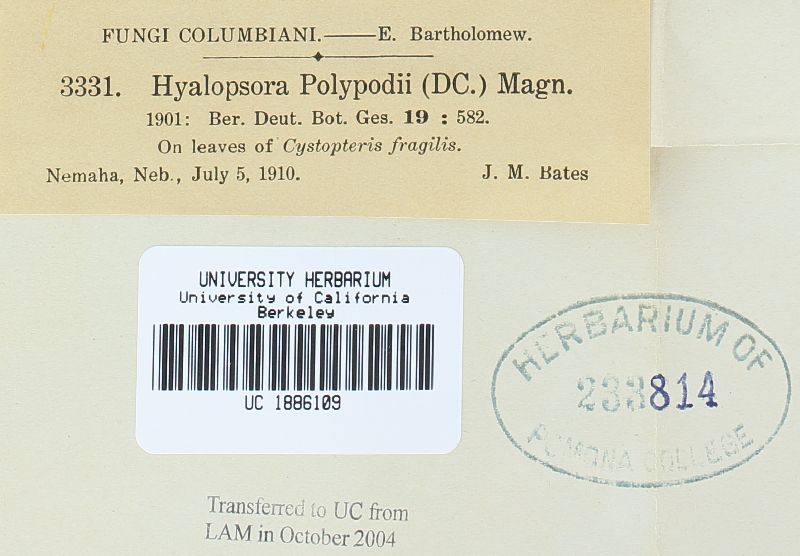 FUNGI COLUMBIANI.——E. Bartholomew.
3331. Hyalopsora Polypodii (DC.) Magn.
1901: Ber. Deut. Bot. Ges. 19 : 582.
On leaves of Cystopteris fragilis.
Nemaha, Neb., July 5, 1910. J. M. Bates
UNIVERSITY HERBARIUM
University of California
Berkeley
UC 1886109
HERBARIUM OF
233814
POMONA COLLEGE
Transferred to UC from
LAM in October 2004